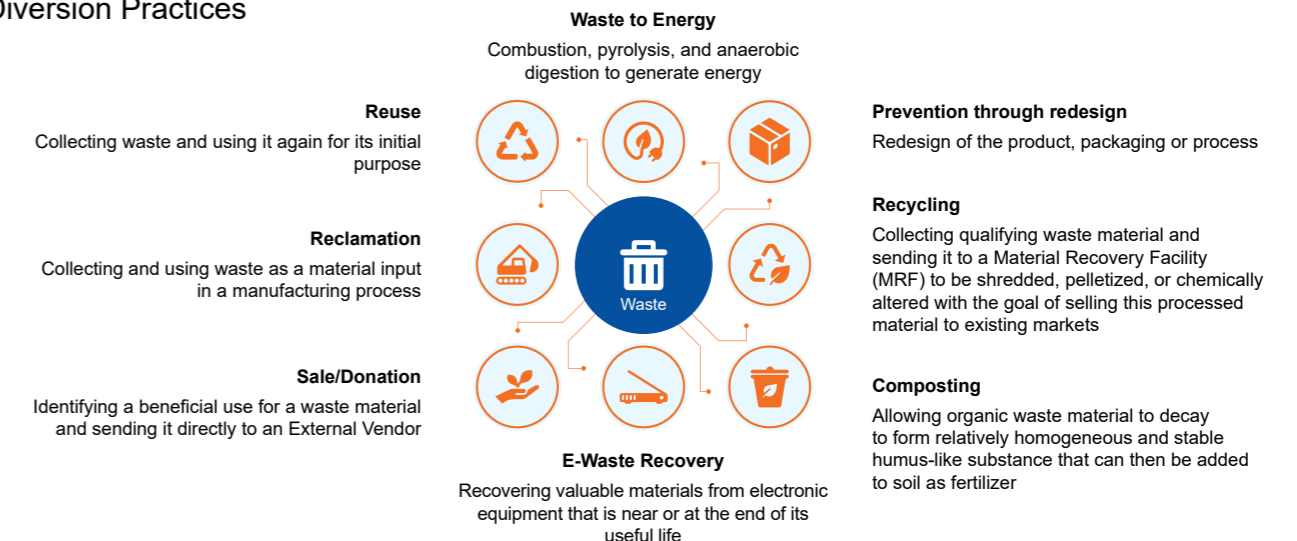 Diversion Practices
Waste to Energy
Combustion, pyrolysis, and anaerobic
digestion to generate energy
Reuse
Collecting waste and using it again for its initial
purpose
Reclamation
Collecting and using waste as a material input
in a manufacturing process
Sale/Donation
Identifying a beneficial use for a waste material
and sending it directly to an External Vendor
Waste
E-Waste Recovery
Recovering valuable materials from electronic
equipment that is near or at the end of its
useful life
Prevention through redesign
Redesign of the product, packaging or process
Recycling
Collecting qualifying waste material and
sending it to a Material Recovery Facility
(MRF) to be shredded, pelletized, or chemically
altered with the goal of selling this processed
material to existing markets
Composting
Allowing organic waste material to decay
to form relatively homogeneous and stable
humus-like substance that can then be added
to soil as fertilizer